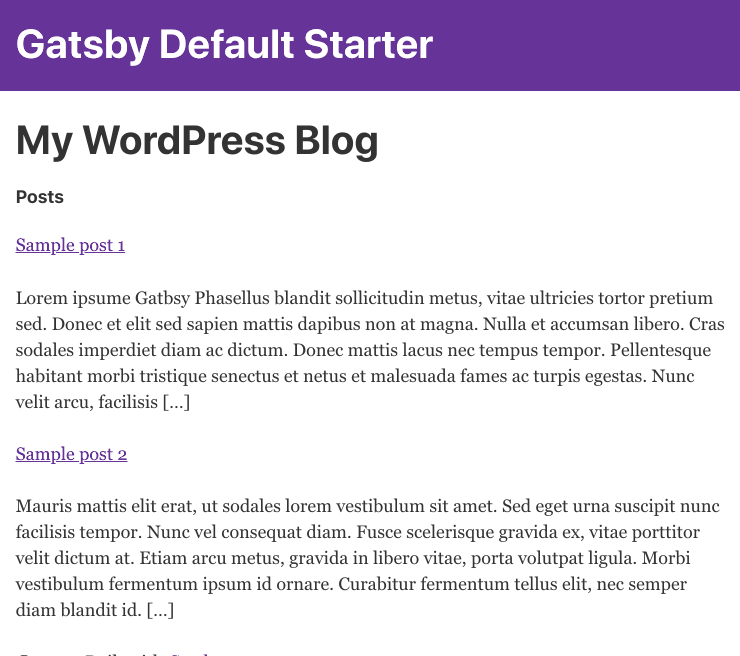 Gatsby Default Starter
My WordPress Blog
Posts
Sample post 1
Lorem ipsume Gatbsy Phasellus blandit sollicitudin metus, vitae ultricies tortor pretium
sed. Donec et elit sed sapien mattis dapibus non at magna. Nulla et accumsan libero. Cras
sodales imperdiet diam ac dictum. Donec mattis lacus nec tempus tempor. Pellentesque
habitant morbi tristique senectus et netus et malesuada fames ac turpis egestas. Nunc
velit arcu, facilisis […]
Sample post 2
Mauris mattis elit erat, ut sodales lorem vestibulum sit amet. Sed eget urna suscipit nunc
facilisis tempor. Nunc vel consequat diam. Fusce scelerisque gravida ex, vitae porttitor
velit dictum at. Etiam arcu metus, gravida in libero vitae, porta volutpat ligula. Morbi
vestibulum fermentum ipsum id ornare. Curabitur fermentum tellus elit, nec semper
diam blandit id. […]